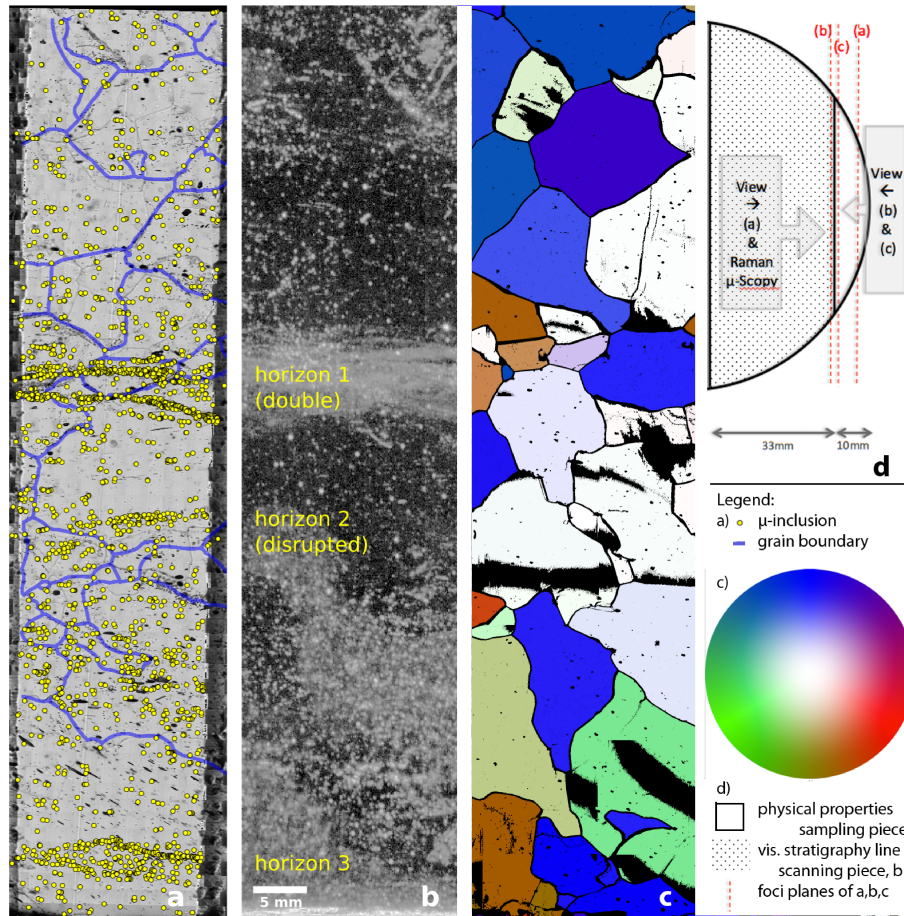 horizon 1
(double)
horizon 2
(disrupted)
horizon 3
5 mm
a
b
c
(b)
(a)
(c)
View
→
(a)
&
Raman
μ-Scopy
View
←
(b)
&
(c)
33mm
10mm
d
Legend:
a)
μ-inclusion
grain boundary
c)
d)
physical properties
sampling piece
vis. stratigraphy line
scanning piece, b
foci planes of a,b,c